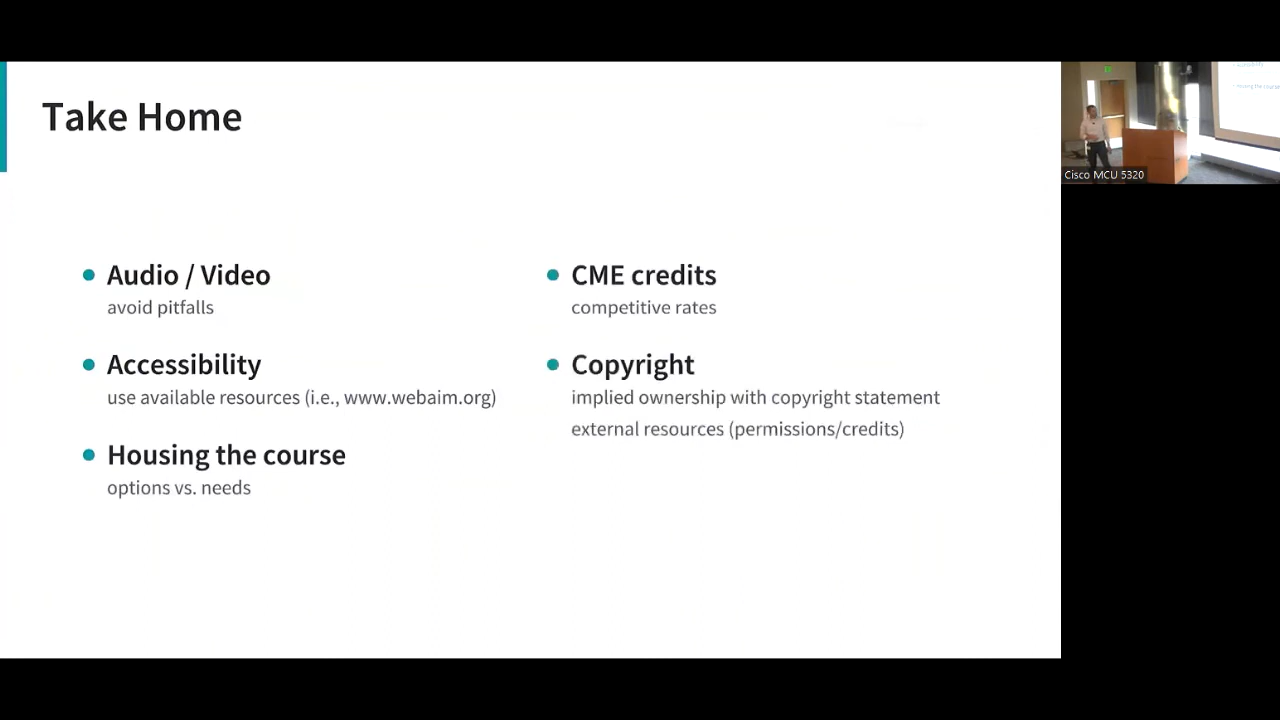 Take Home
Audio / Video
avoid pitfalls
Accessibility
use available resources (i.e., www.webaim.org)
Housing the course
options vs. needs
CME credits
competitive rates
Copyright
implied ownership with copyright statement
external resources (permissions/credits)
Cisco MCU 5320